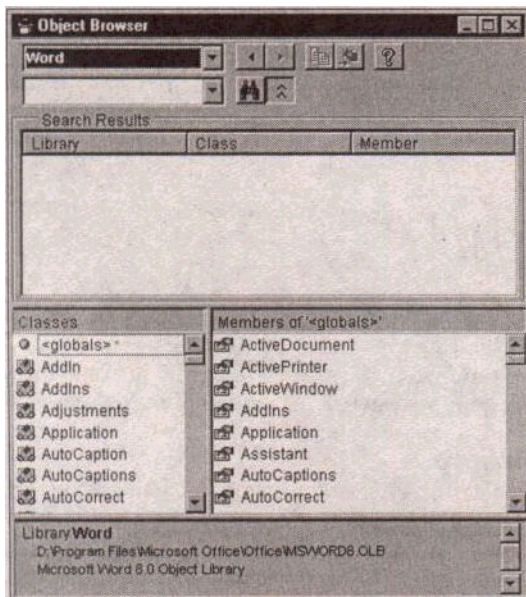 Object Browser
Word
Search Results
Library Class Member
Classes
<globals>
AddIn
AddIns
Adjustments
Application
AutoCaption
AutoCaptions
AutoCorrect
Members of '<globals>'
ActiveDocument
ActivePrinter
ActiveWindow
AddIns
Application
Assistant
AutoCaptions
AutoCorrect
Library Word
D:\Program Files\Microsoft Office\Office\MSWORD8.OLB
Microsoft Word 8.0 Object Library